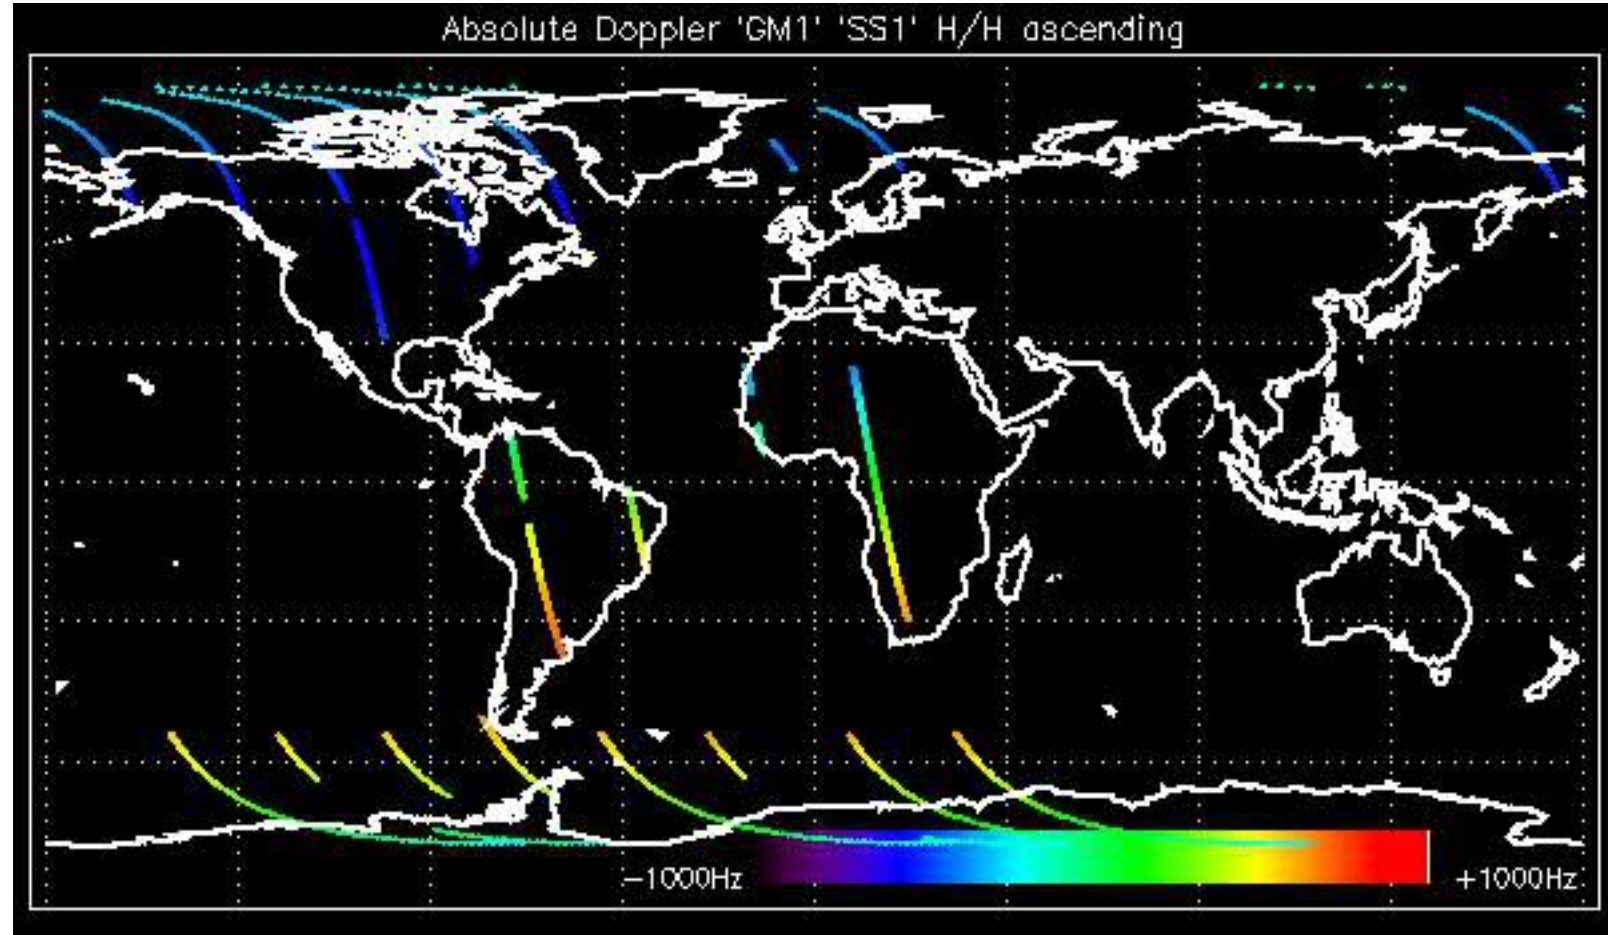 Absolute Doppler 'GM1' 'SS1' H/H ascending
−1000Hz
+1000Hz